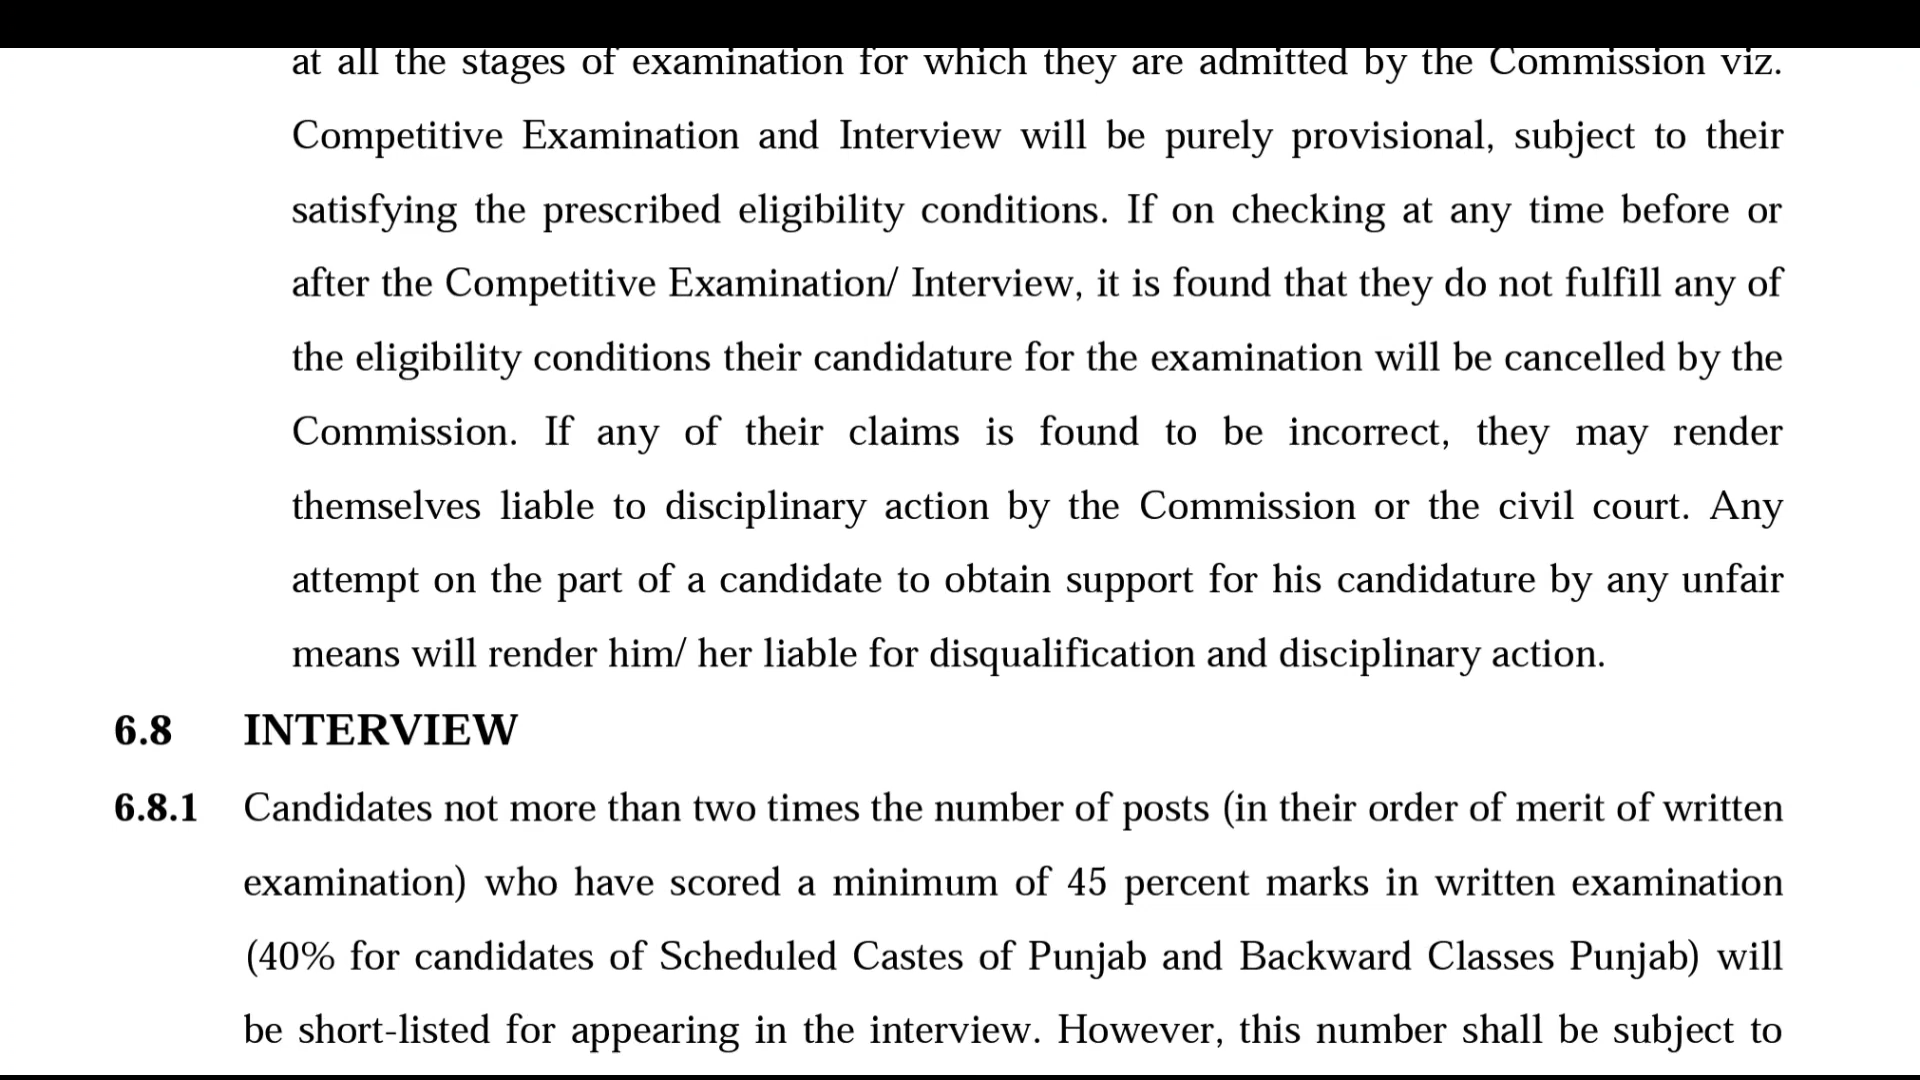 at all the stages of examination for which they are admitted by the Commission viz.
Competitive Examination and Interview will be purely provisional, subject to their
satisfying the prescribed eligibility conditions. If on checking at any time before or
after the Competitive Examination/ Interview, it is found that they do not fulfill any of
the eligibility conditions their candidature for the examination will be cancelled by the
Commission. If any of their claims is found to be incorrect, they may render
themselves liable to disciplinary action by the Commission or the civil court. Any
attempt on the part of a candidate to obtain support for his candidature by any unfair
means will render him/ her liable for disqualification and disciplinary action.
6.8 INTERVIEW
6.8.1 Candidates not more than two times the number of posts (in their order of merit of written
examination) who have scored a minimum of 45 percent marks in written examination
(40% for candidates of Scheduled Castes of Punjab and Backward Classes Punjab) will
be short-listed for appearing in the interview. However, this number shall be subject to